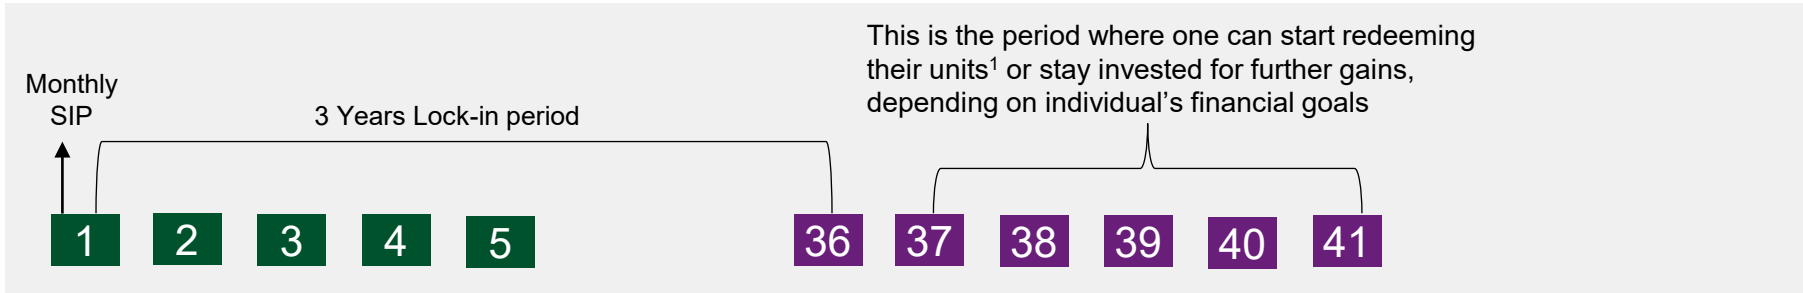 This is the period where one can start redeeming
their units¹ or stay invested for further gains,
depending on individual’s financial goals
Monthly
SIP
3 Years Lock-in period
1 2 3 4 5 36 37 38 39 40 41